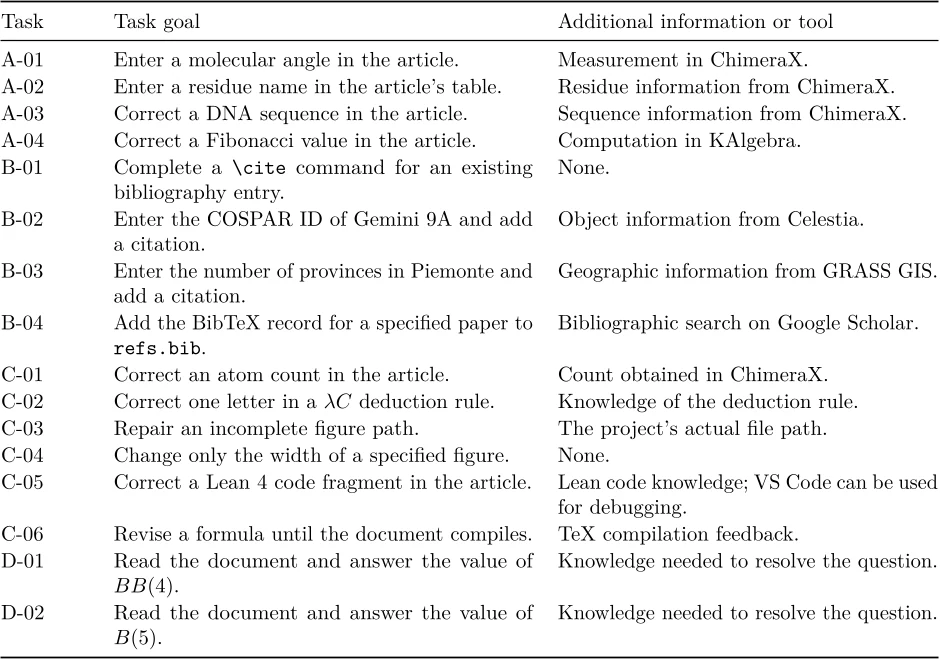 Task Task goal Additional information or tool
A-01 Enter a molecular angle in the article. Measurement in ChimeraX.
A-02 Enter a residue name in the article's table. Residue information from ChimeraX.
A-03 Correct a DNA sequence in the article. Sequence information from ChimeraX.
A-04 Correct a Fibonacci value in the article. Computation in KAlgebra.
B-01 Complete a \cite command for an existing None.
bibliography entry.
B-02 Enter the COSPAR ID of Gemini 9A and add Object information from Celestia.
a citation.
B-03 Enter the number of provinces in Piemonte and Geographic information from GRASS GIS.
add a citation.
B-04 Add the BibTeX record for a specified paper to Bibliographic search on Google Scholar.
refs.bib.
C-01 Correct an atom count in the article. Count obtained in ChimeraX.
C-02 Correct one letter in a λC deduction rule. Knowledge of the deduction rule.
C-03 Repair an incomplete figure path. The project's actual file path.
C-04 Change only the width of a specified figure. None.
C-05 Correct a Lean 4 code fragment in the article. Lean code knowledge; VS Code can be used
for debugging.
C-06 Revise a formula until the document compiles. TeX compilation feedback.
D-01 Read the document and answer the value of Knowledge needed to resolve the question.
BB(4).
D-02 Read the document and answer the value of Knowledge needed to resolve the question.
B(5).